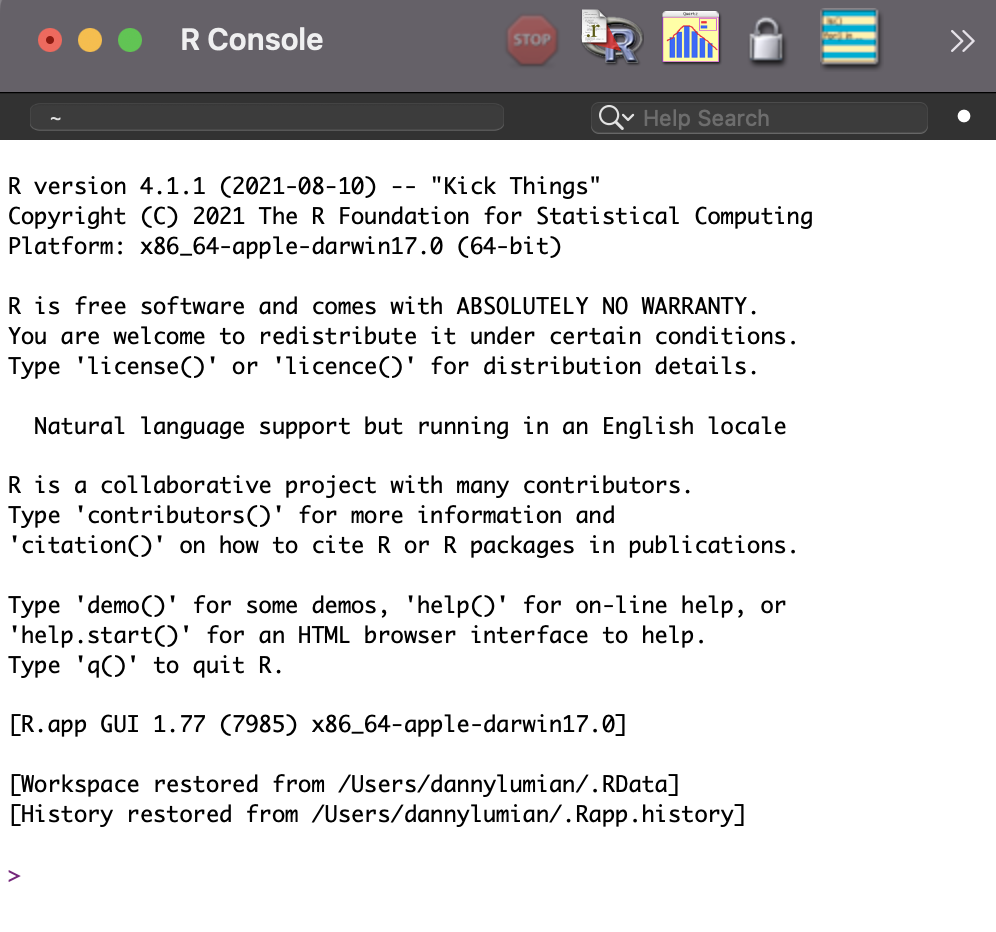 R Console
STOP
~
Help Search
R version 4.1.1 (2021-08-10) -- "Kick Things"
Copyright (C) 2021 The R Foundation for Statistical Computing
Platform: x86_64-apple-darwin17.0 (64-bit)
R is free software and comes with ABSOLUTELY NO WARRANTY.
You are welcome to redistribute it under certain conditions.
Type 'license()' or 'licence()' for distribution details.
Natural language support but running in an English locale
R is a collaborative project with many contributors.
Type 'contributors()' for more information and
'citation()' on how to cite R or R packages in publications.
Type 'demo()' for some demos, 'help()' for on-line help, or
'help.start()' for an HTML browser interface to help.
Type 'q()' to quit R.
[R.app GUI 1.77 (7985) x86_64-apple-darwin17.0]
[Workspace restored from /Users/dannylumian/.RData]
[History restored from /Users/dannylumian/.Rapp.history]
>